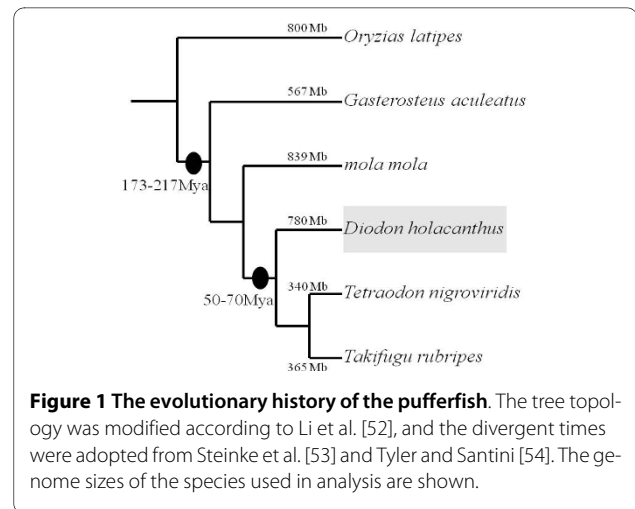 800 Mb
Oryzias latipes
567 Mb
Gasterosteus aculeatus
839 Mb
mola mola
173-217Mya
780 Mb
Diodon holacanthus
340 Mb
Tetraodon nigroviridis
50-70Mya
365 Mb
Takifugu rubripes
Figure 1 The evolutionary history of the pufferfish. The tree topol-
ogy was modified according to Li et al. [52], and the divergent times
were adopted from Steinke et al. [53] and Tyler and Santini [54]. The ge-
nome sizes of the species used in analysis are shown.